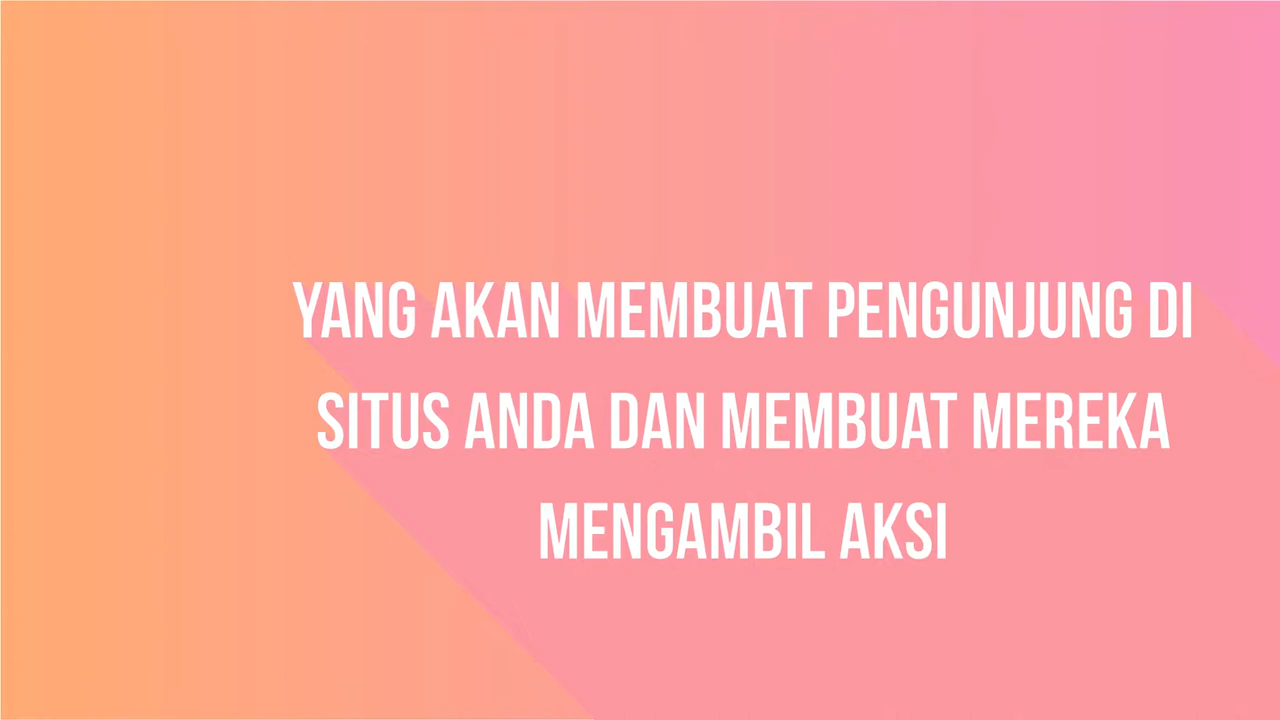 YANG AKAN MEMBUAT PENGUNJUNG DI
SITUS ANDA DAN MEMBUAT MEREKA
MENGAMBIL AKSI